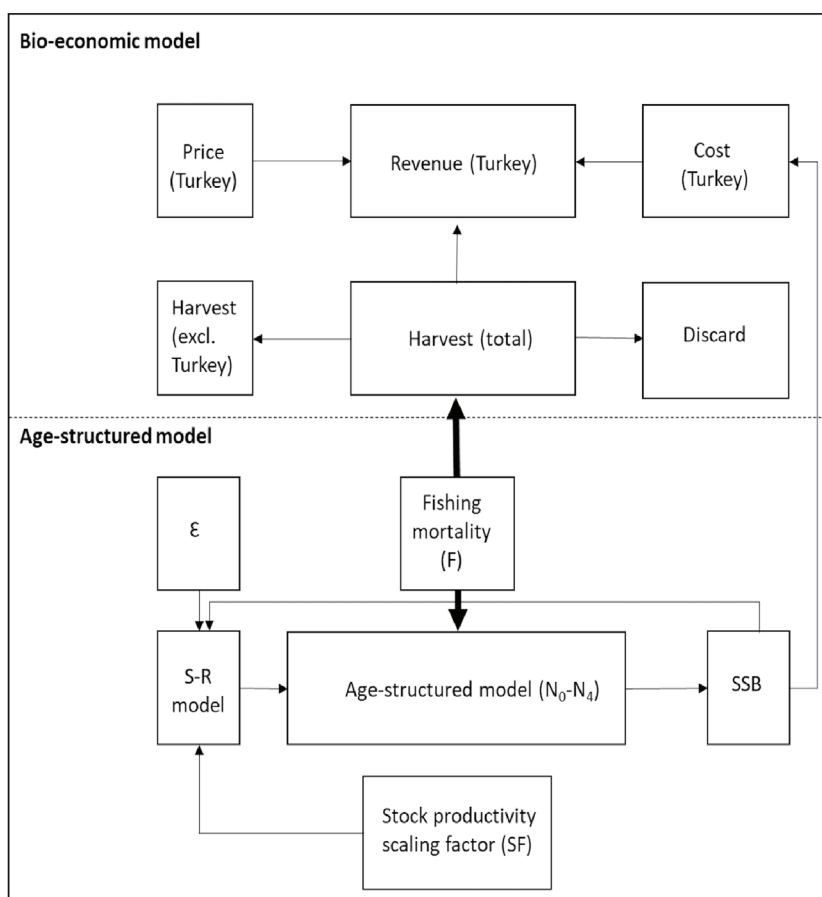 Bio-economic model
Price
(Turkey)
Revenue (Turkey)
Cost
(Turkey)
Harvest
(excl.
Turkey)
Harvest (total)
Discard
Age-structured model
ε
Fishing
mortality
(F)
S-R
model
Age-structured model (N₀-N₄)
SSB
Stock productivity
scaling factor (SF)